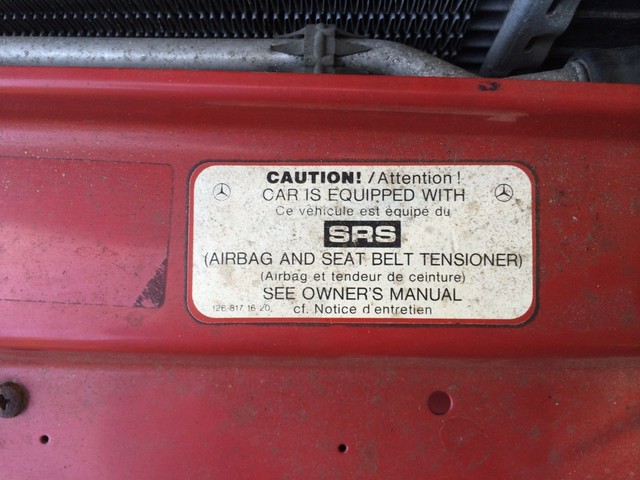 CAUTION! / Attention!
CAR IS EQUIPPED WITH
Ce véhicule est équipé du
SRS
(AIRBAG AND SEAT BELT TENSIONER)
(Airbag et tendeur de ceinture)
SEE OWNER'S MANUAL
126 817 16 20 cf. Notice d'entretien